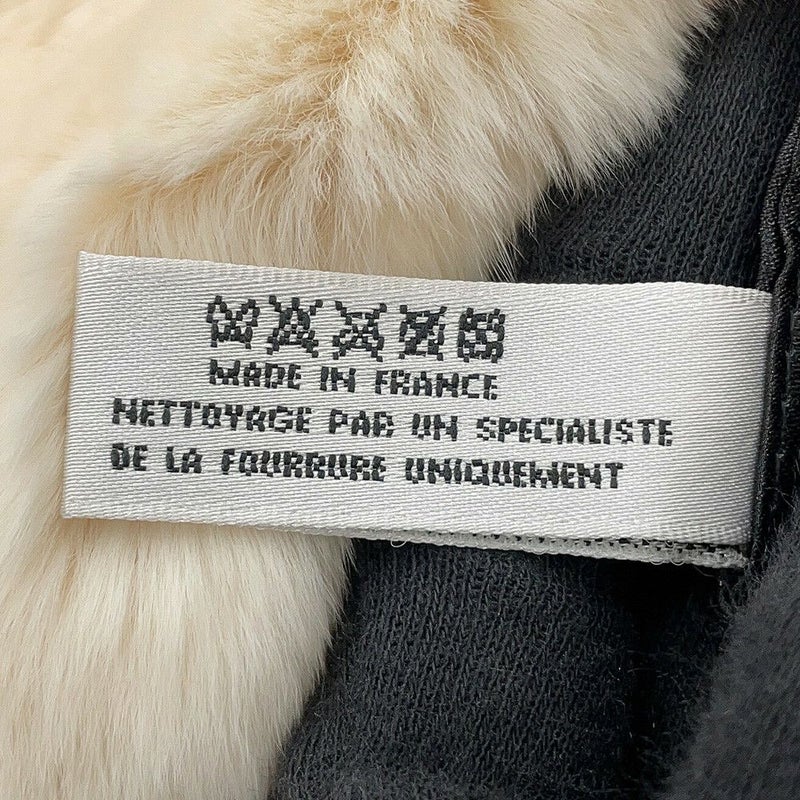 MADE IN FRANCE
NETTOYAGE PAR UN SPECIALISTE
DE LA FOURRURE UNIQUEMENT